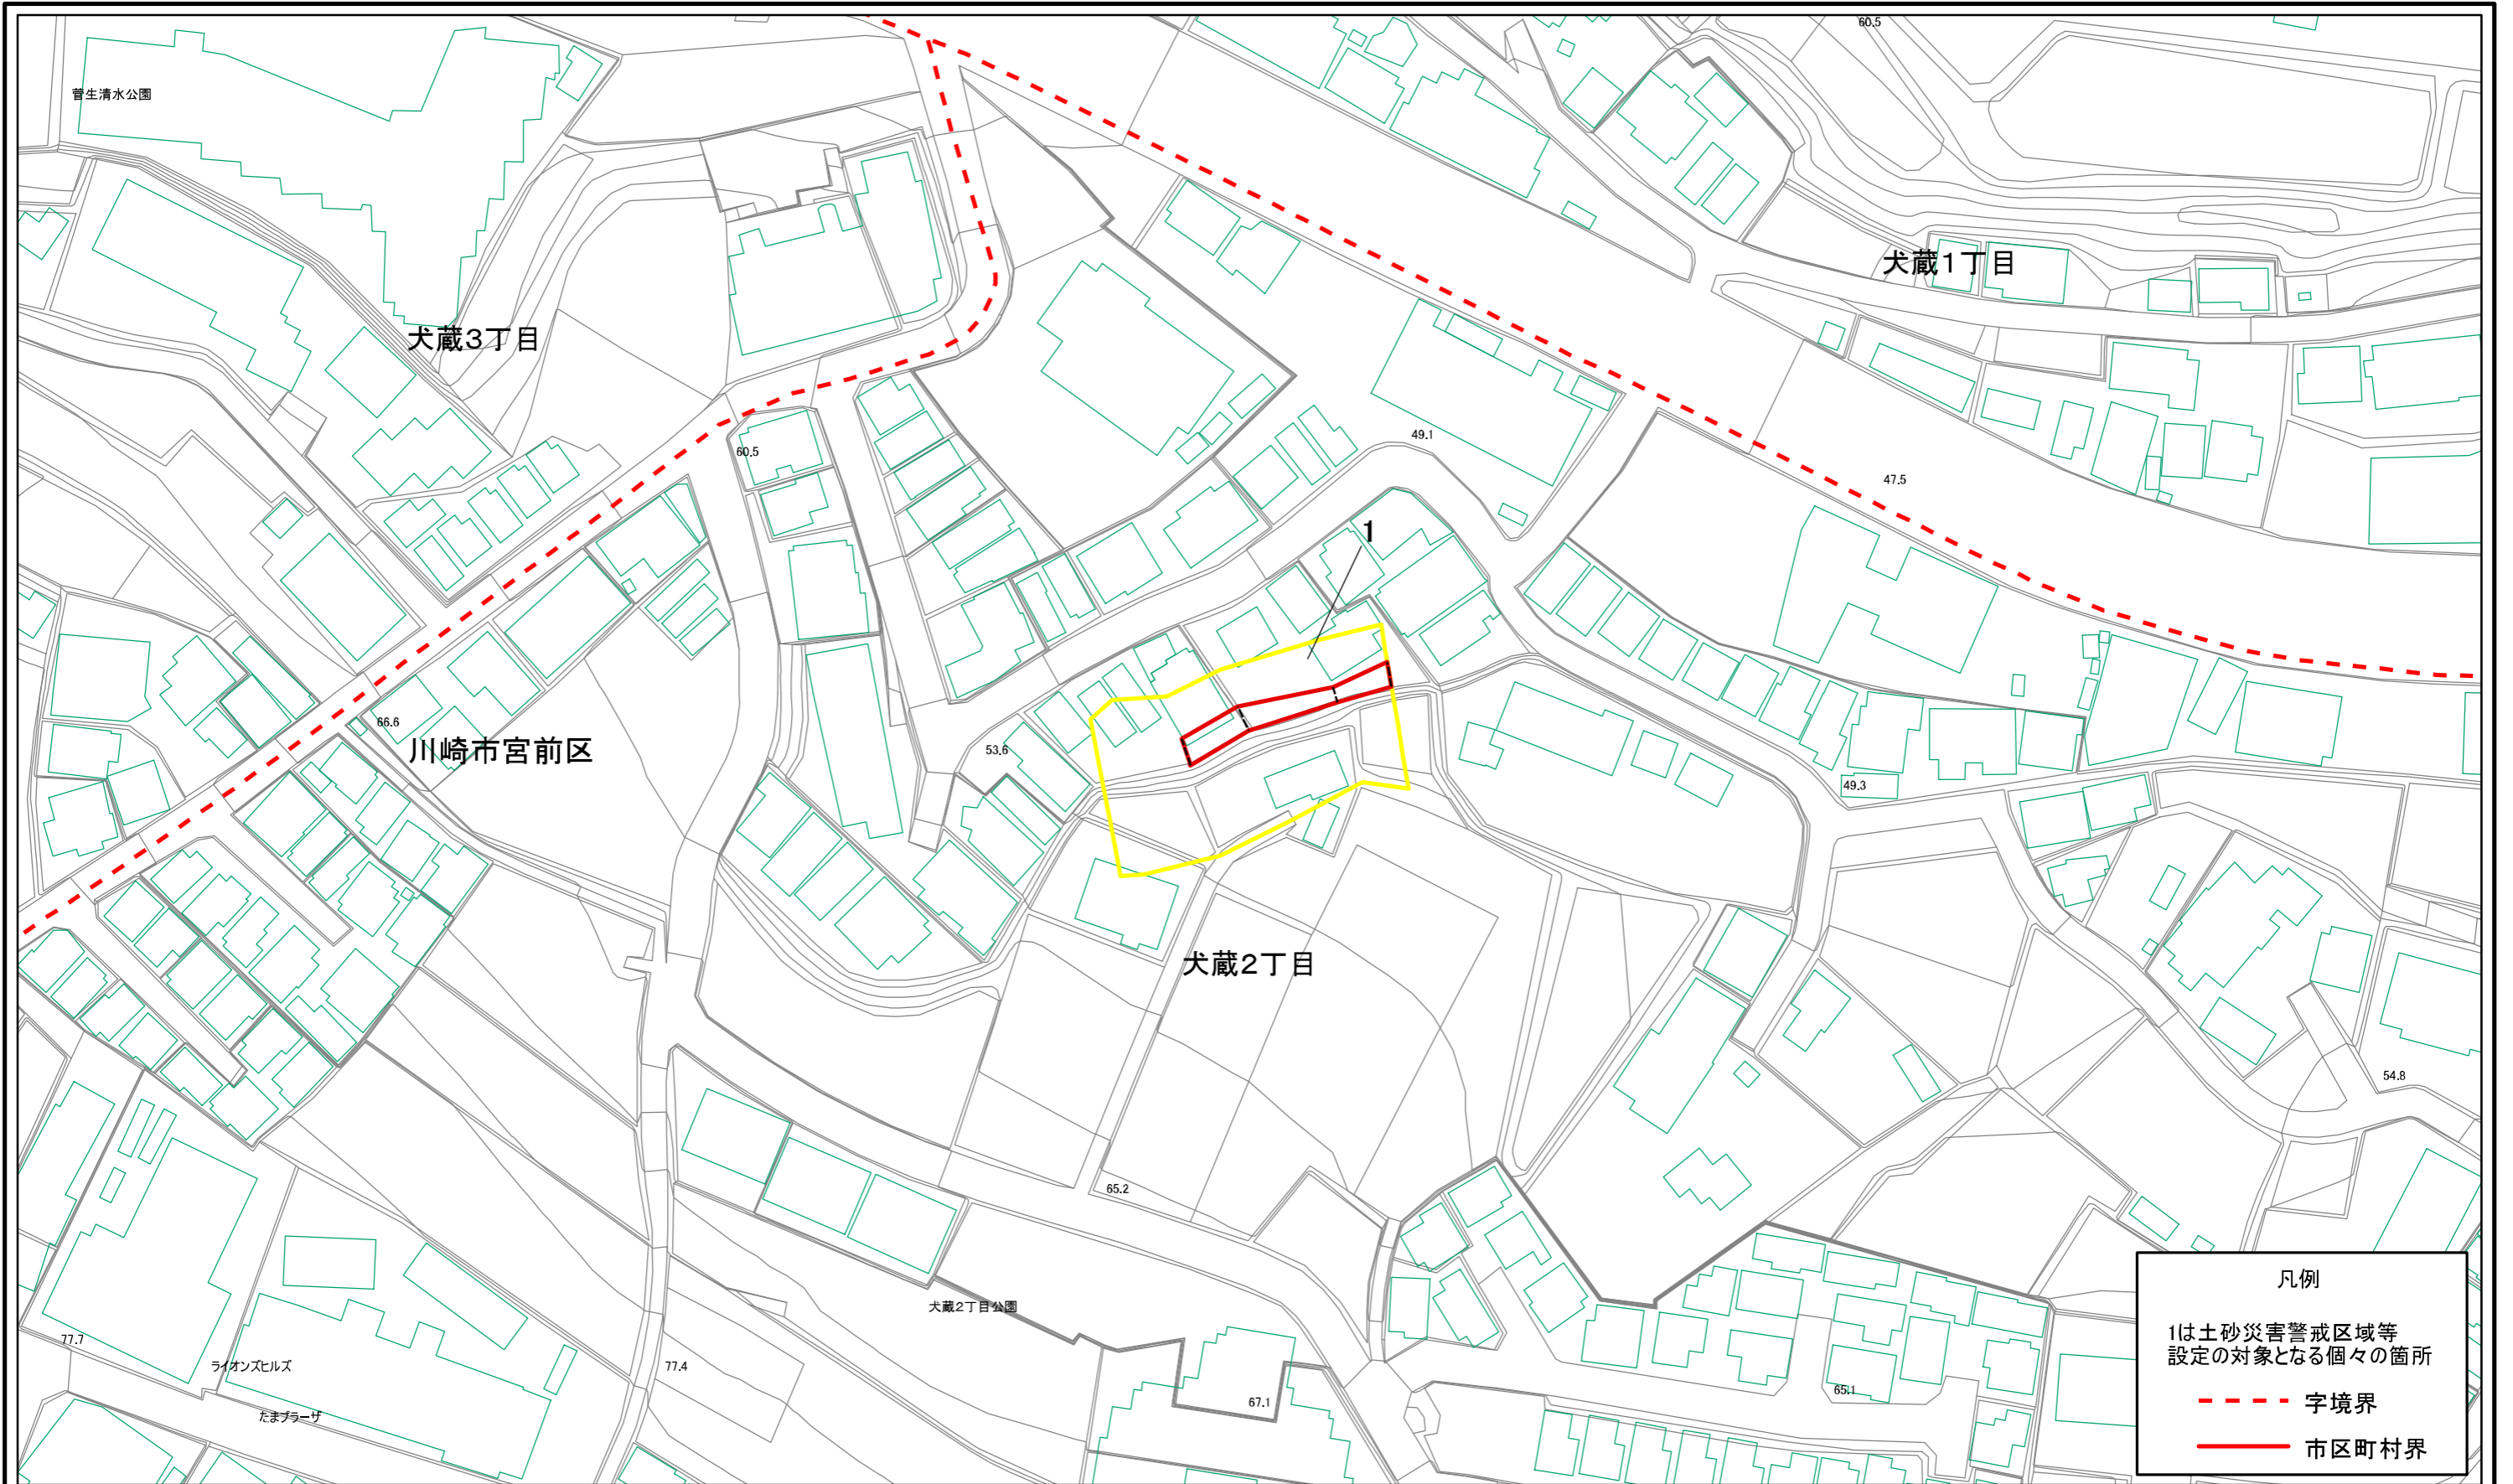 60.5
菅生清水公園
犬蔵1丁目
犬蔵3丁目
49.1
60.5
47.5
1
66.6
川崎市宮前区
53.6
49.3
犬蔵2丁目
54.8
65.2
犬蔵2丁目公園
77.7
ライオンズヒルズ
77.4
たまプラーザ
67.1
65.1
凡例
1は土砂災害警戒区域等
設定の対象となる個々の箇所
字境界
市区町村界